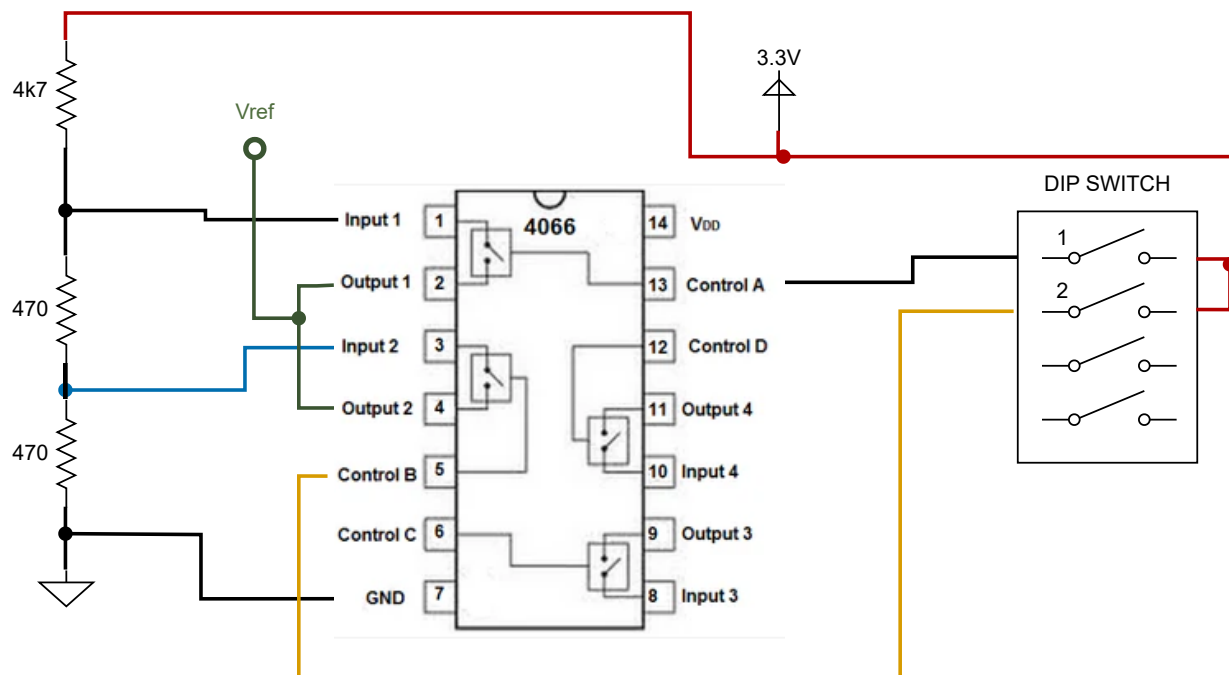 3.3V
4k7
Vref
DIP SWITCH
Input 1
1
4066
14
VDD
1
Output 1
2
13
Control A
2
470
Input 2
3
12
Control D
Output 2
4
11
Output 4
470
Control B
5
10
Input 4
Control C
6
9
Output 3
GND
7
8
Input 3